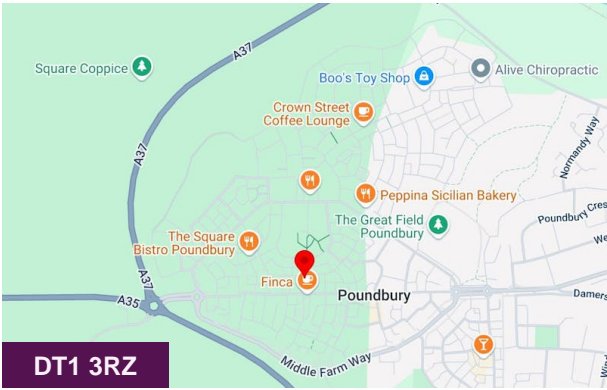 A37
Square Coppice
Boo's Toy Shop
Alive Chiropractic
Crown Street
Coffee Lounge
A37
Normandy Way
Peppina Sicilian Bakery
The Great Field
Poundbury
Poundbury Cres
The Square
Bistro Poundbury
We
A37
Finca
Poundbury
Damers
A35
Middle Farm Way
Wind
DT1 3RZ